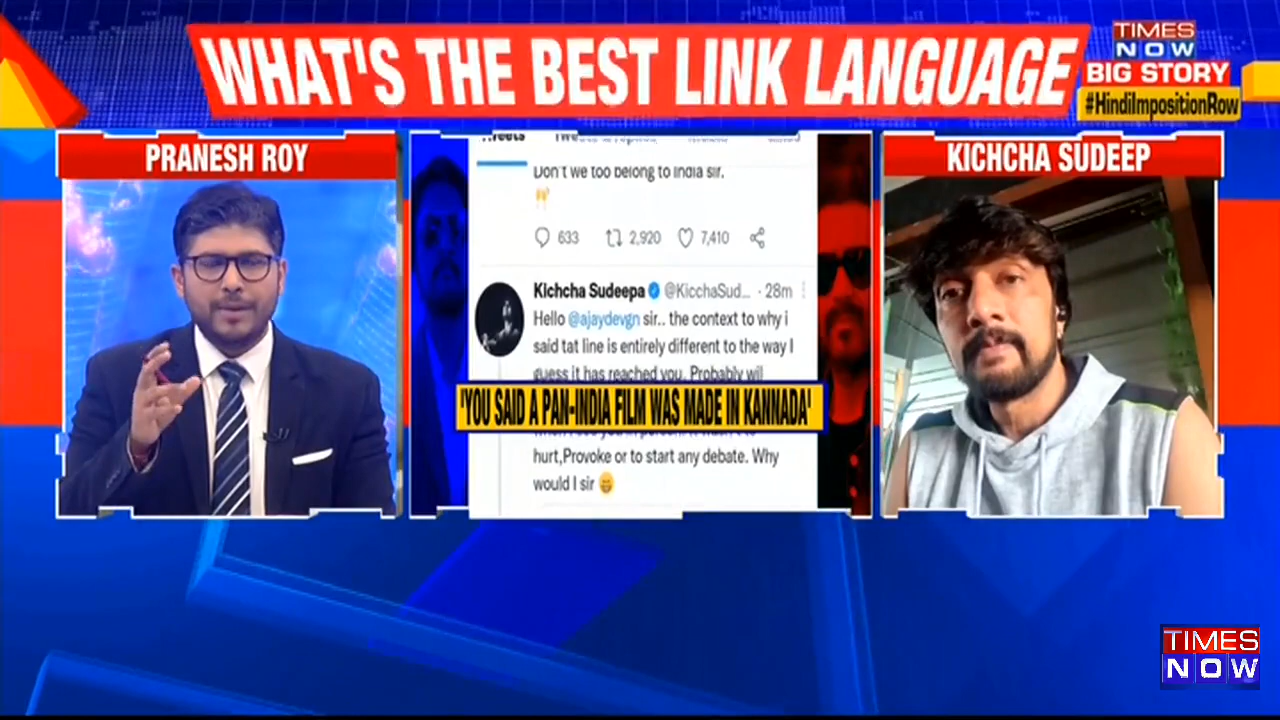 WHAT'S THE BEST LINK LANGUAGE
TIMES
NOW
BIG STORY
#HindiImpositionRow
PRANESH ROY
KICHCHA SUDEEP
Tweets
Don't we too belong to India sir.
633 2,920 7,410
Kichcha Sudeepa @KicchaSud... · 28m
Hello @ajaydevgn sir.. the context to why i
said tat line is entirely different to the way I
guess it has reached you. Probably will
'YOU SAID A PAN-INDIA FILM WAS MADE IN KANNADA'
hurt,Provoke or to start any debate. Why
would I sir
TIMES
NOW